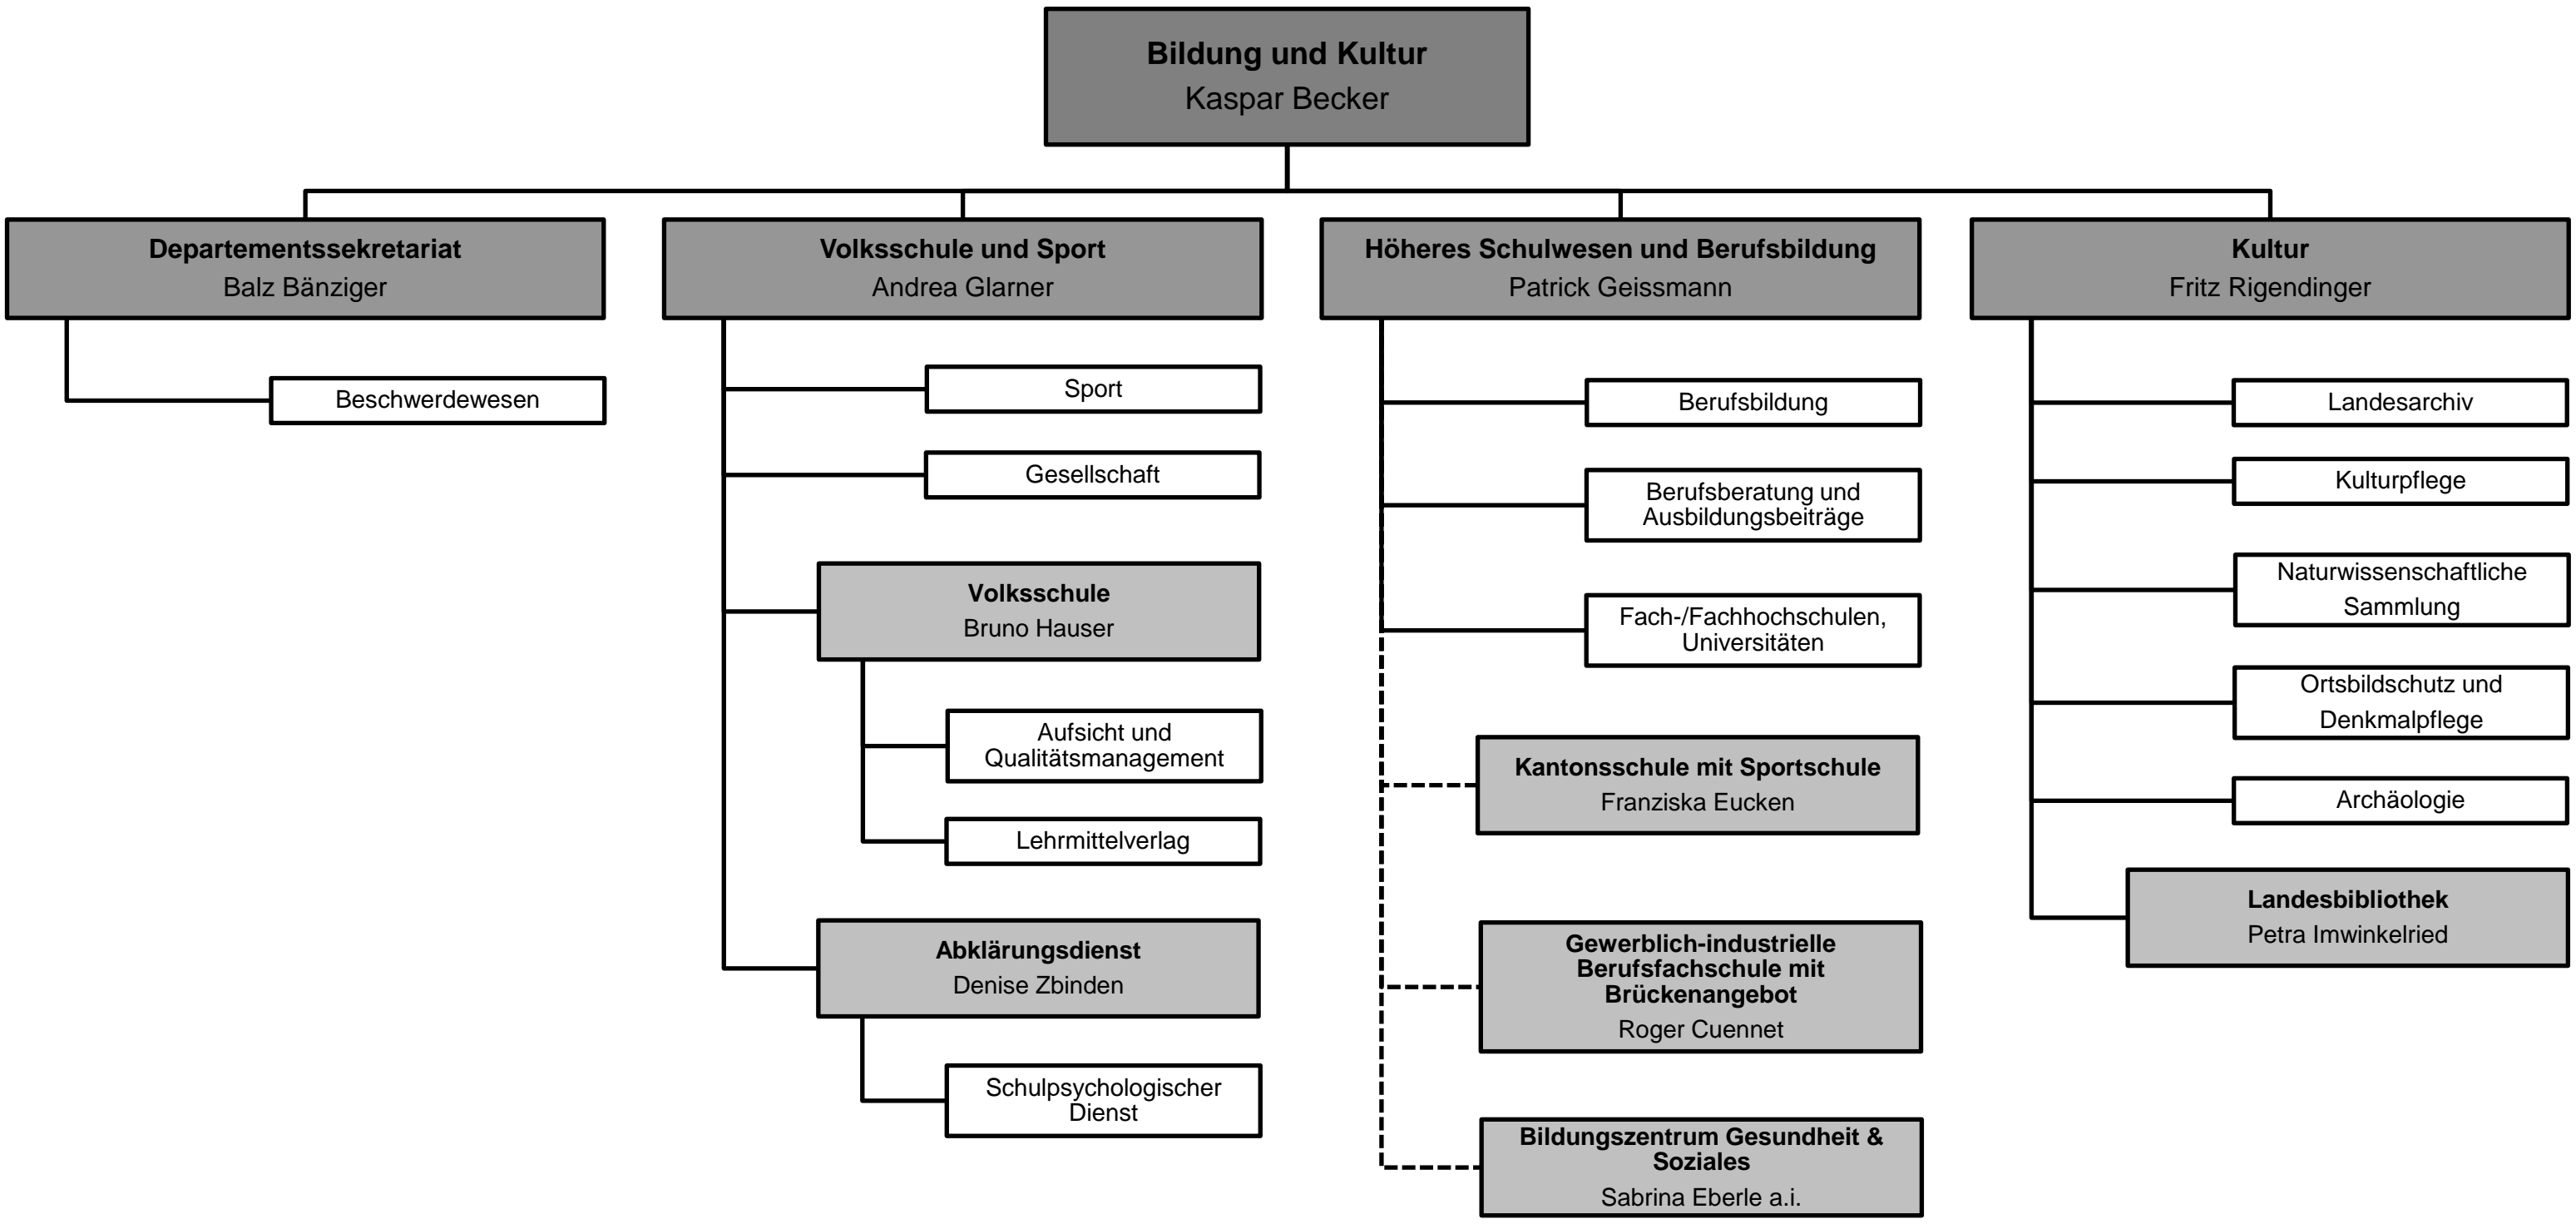 Bildung und Kultur
Kaspar Becker
Departementssekretariat
Balz Bänziger
Beschwerdewesen
Volksschule und Sport
Andrea Glarner
Sport
Gesellschaft
Volksschule
Bruno Hauser
Aufsicht und
Qualitätsmanagement
Lehrmittelverlag
Abklärungsdienst
Denise Zbinden
Schulpsychologischer
Dienst
Höheres Schulwesen und Berufsbildung
Patrick Geissmann
Berufsbildung
Berufsberatung und
Ausbildungsbeiträge
Fach-/Fachhochschulen,
Universitäten
Kantonsschule mit Sportschule
Franziska Eucken
Gewerblich-industrielle
Berufsfachschule mit
Brückenangebot
Roger Cuennet
Bildungszentrum Gesundheit &
Soziales
Sabrina Eberle a.i.
Kultur
Fritz Rigendinger
Landesarchiv
Kulturpflege
Naturwissenschaftliche
Sammlung
Ortsbildschutz und
Denkmalpflege
Archäologie
Landesbibliothek
Petra Imwinkelried